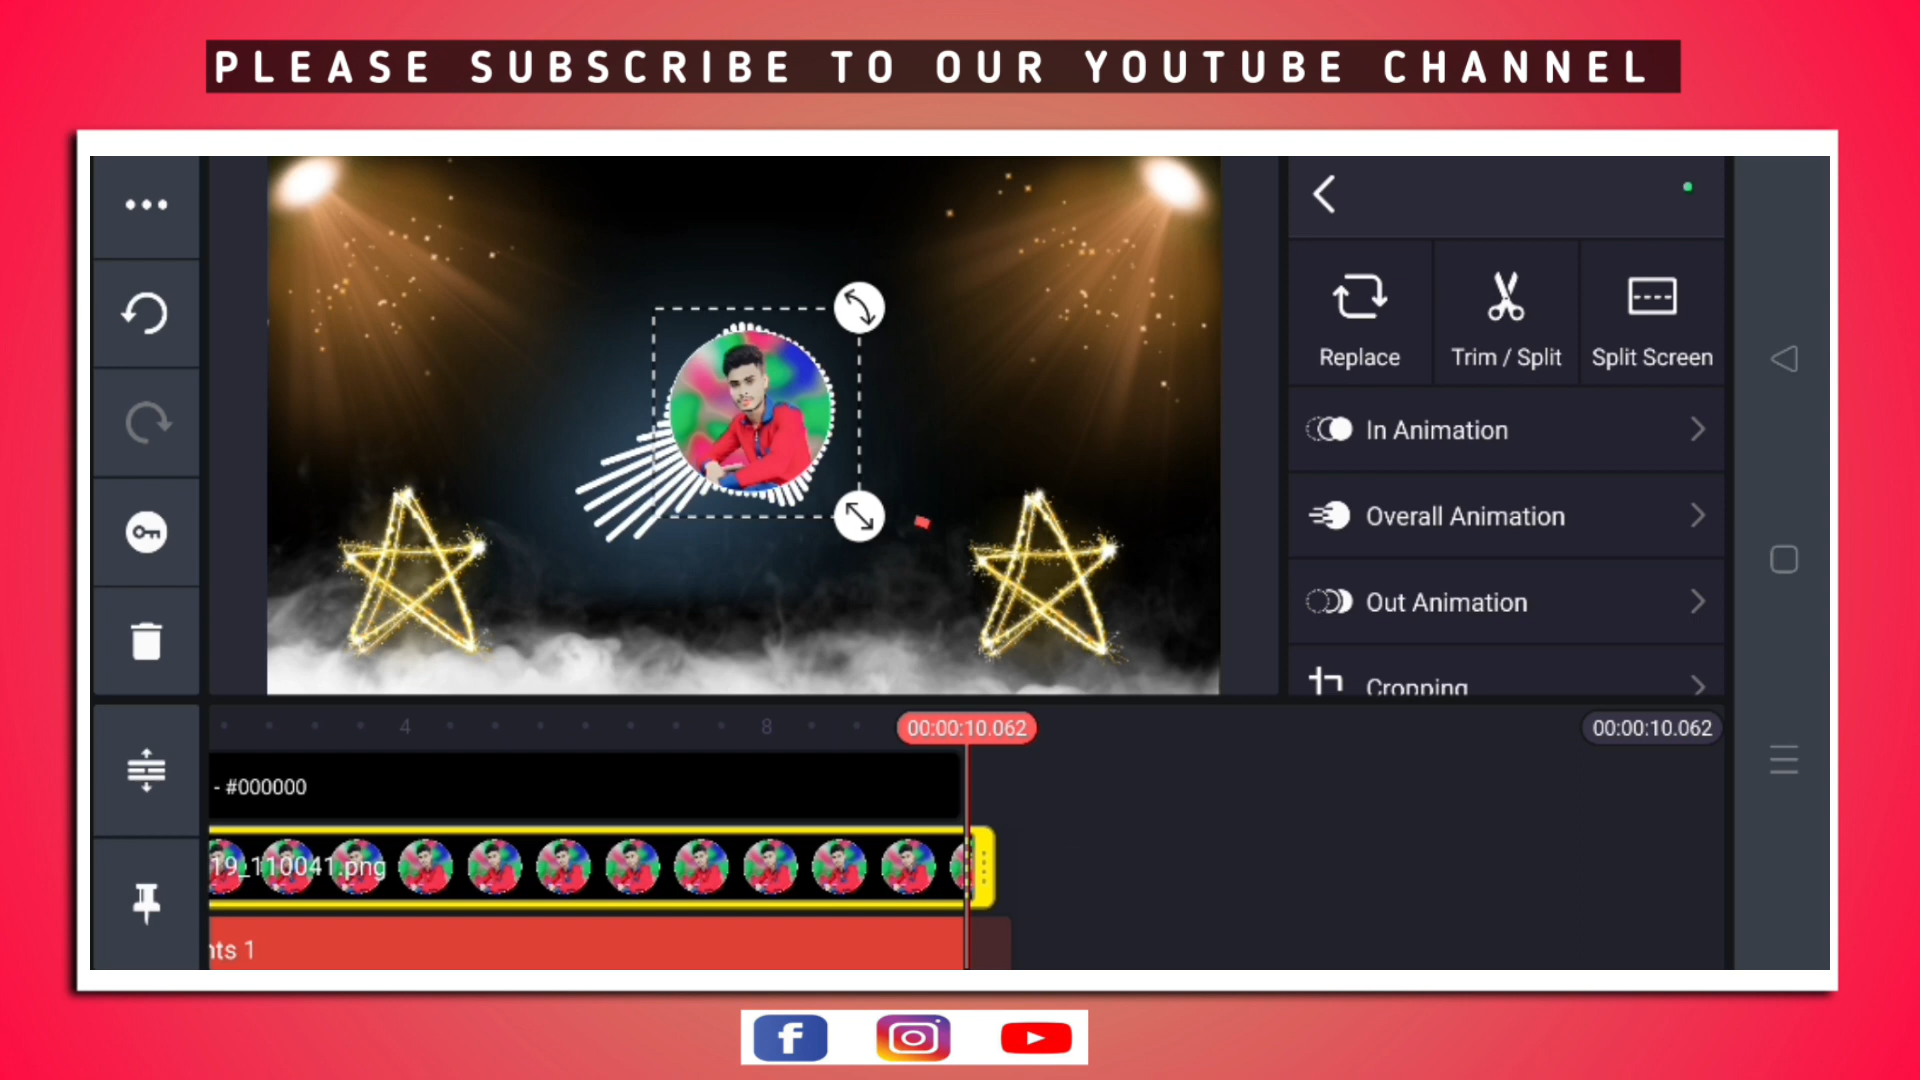 PLEASE SUBSCRIBE TO OUR YOUTUBE CHANNEL
Replace
Trim / Split
Split Screen
In Animation
Overall Animation
Out Animation
Cropping
4
8
00:00:10.062
00:00:10.062
- #000000
19_110041.png
nts 1